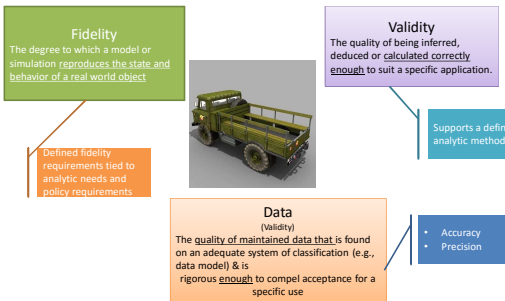 Fidelity
The degree to which a model or
simulation reproduces the state and
behavior of a real world object
Validity
The quality of being inferred,
deduced or calculated correctly
enough to suit a specific application.
Defined fidelity
requirements tied to
analytic needs and
policy requirements
Supports a defin
analytic method
Data
(Validity)
The quality of maintained data that is found
on an adequate system of classification (e.g.,
data model) & is
rigorous enough to compel acceptance for a
specific use
• Accuracy
• Precision